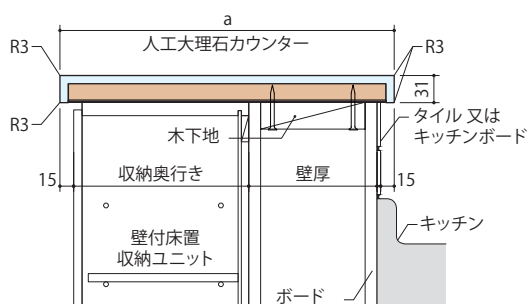 a
人工大理石カウンター
R3
R3
31
R3
タイル 又は
キッチンボード
木下地
15
収納奥行き
壁厚
15
壁付床置
収納ユニット
キッチン
ボード